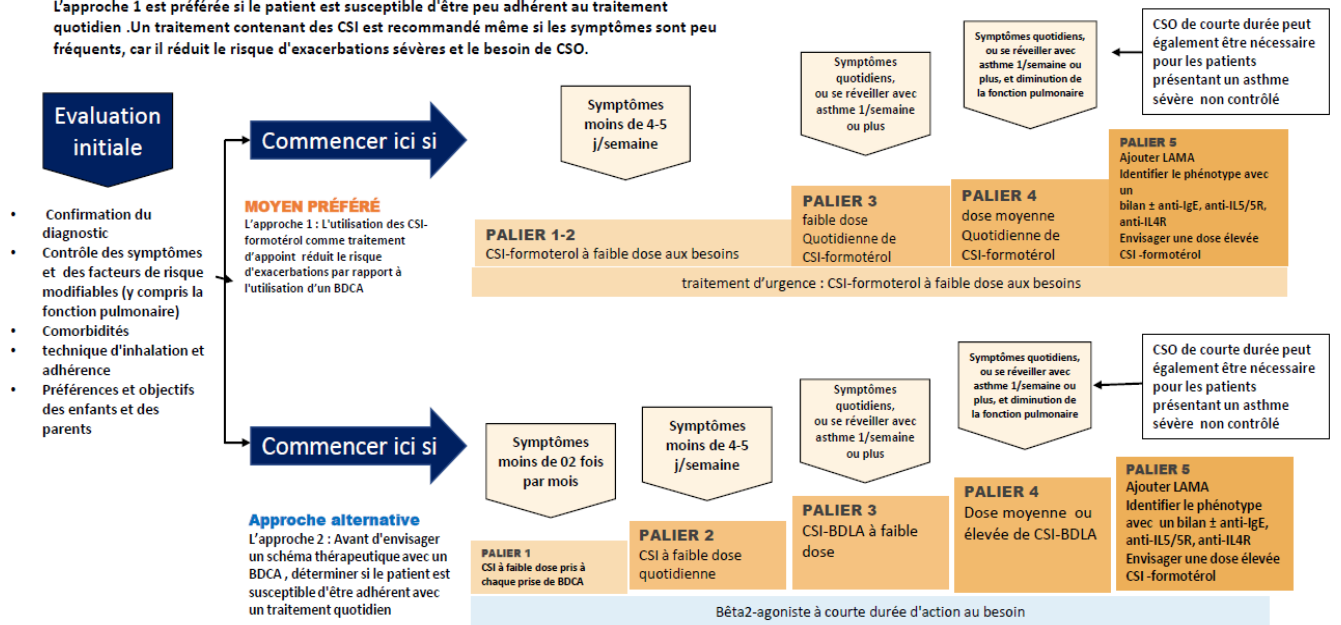 L'approche 1 est préférée si le patient est susceptible d'être peu adhérent au traitement
quotidien .Un traitement contenant des CSI est recommandé même si les symptômes sont peu
fréquents, car il réduit le risque d'exacerbations sévères et le besoin de CSO.
Evaluation
initiale
• Confirmation du
diagnostic
• Contrôle des symptômes
et des facteurs de risque
modifiables (y compris la
fonction pulmonaire)
• Comorbidités
• technique d'inhalation et
adhérence
• Préférences et objectifs
des enfants et des
parents
Commencer ici si
MOYEN PRÉFÉRÉ
L'approche 1 : L'utilisation des CSI-
formotérol comme traitement
d'appoint réduit le risque
d'exacerbations par rapport à
l'utilisation d'un BDCA
Symptômes
moins de 4-5
j/semaine
Symptômes
quotidiens,
ou se réveiller avec
asthme 1/semaine
ou plus
Symptômes quotidiens,
ou se réveiller avec
asthme 1/semaine ou
plus, et diminution de
la fonction pulmonaire
CSO de courte durée peut
également être nécessaire
pour les patients
présentant un asthme
sévère non contrôlé
PALIER 1-2
CSI-formoterol à faible dose aux besoins
PALIER 3
faible dose
Quotidienne de
CSI-formotérol
PALIER 4
dose moyenne
Quotidienne de
CSI-formotérol
PALIER 5
Ajouter LAMA
Identifier le phénotype avec
un
bilan ± anti-IgE, anti-IL5/5R,
anti-IL4R
Envisager une dose élevée
CSI -formotérol
traitement d'urgence : CSI-formoterol à faible dose aux besoins
Commencer ici si
Approche alternative
L'approche 2 : Avant d'envisager
un schéma thérapeutique avec un
BDCA , déterminer si le patient est
susceptible d'être adhérent avec
un traitement quotidien
Symptômes
moins de 02 fois
par mois
Symptômes
moins de 4-5
j/semaine
Symptômes
quotidiens,
ou se réveiller avec
asthme 1/semaine
ou plus
Symptômes quotidiens,
ou se réveiller avec
asthme 1/semaine ou
plus, et diminution de
la fonction pulmonaire
CSO de courte durée peut
également être nécessaire
pour les patients
présentant un asthme
sévère non contrôlé
PALIER 1
CSI à faible dose pris à
chaque prise de BDCA
PALIER 2
CSI à faible dose
quotidienne
PALIER 3
CSI-BDLA à faible
dose
PALIER 4
Dose moyenne ou
élevée de CSI-BDLA
PALIER 5
Ajouter LAMA
Identifier le phénotype
avec un bilan ± anti-IgE,
anti-IL5/5R, anti-IL4R
Envisager une dose élevée
CSI -formotérol
Bêta2-agoniste à courte durée d'action au besoin